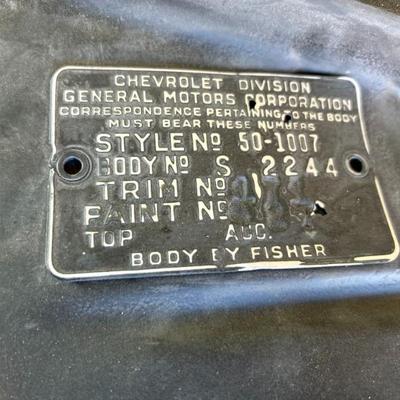 CHEVROLET DIVISION
GENERAL MOTORS CORPORATION
CORRESPONDENCE PERTAINING TO THE BODY
MUST BEAR THESE NUMBERS
STYLE Nº 50-1007
BODY Nº S 2244
TRIM Nº
PAINT Nº
TOP ACC.
BODY BY FISHER